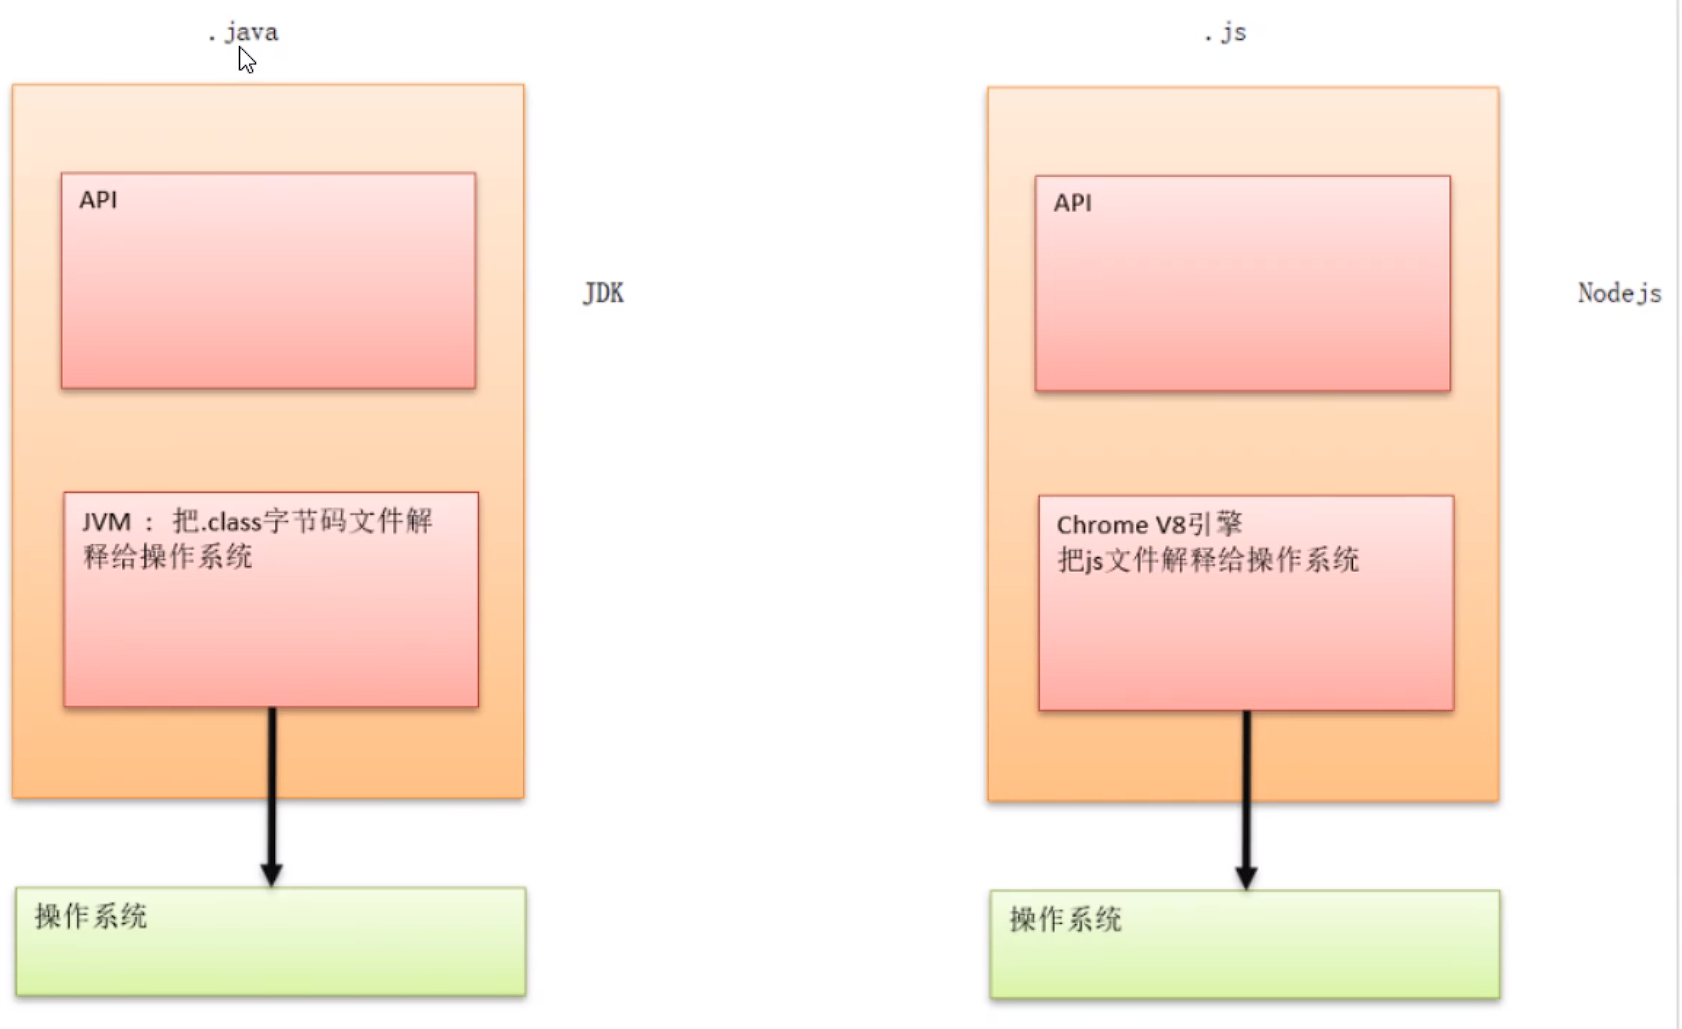 .java
API
JDK
JVM ： 把.class字节码文件解
释给操作系统
操作系统
.js
API
Nodejs
Chrome V8引擎
把js文件解释给操作系统
操作系统